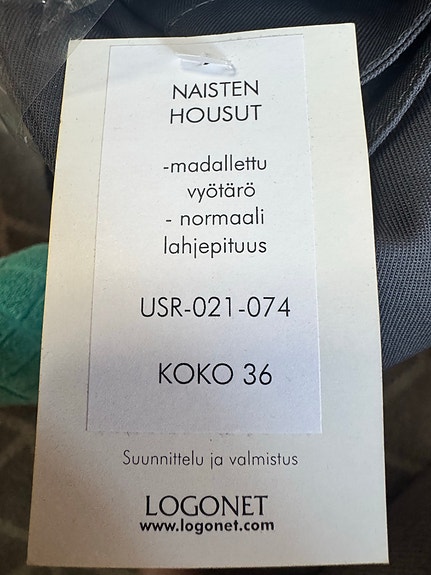 NAISTEN
HOUSUT
-madallettu
vyötärö
- normaali
lahjepituus
USR-021-074
KOKO 36
Suunnittelu ja valmistus
LOGONET
www.logonet.com